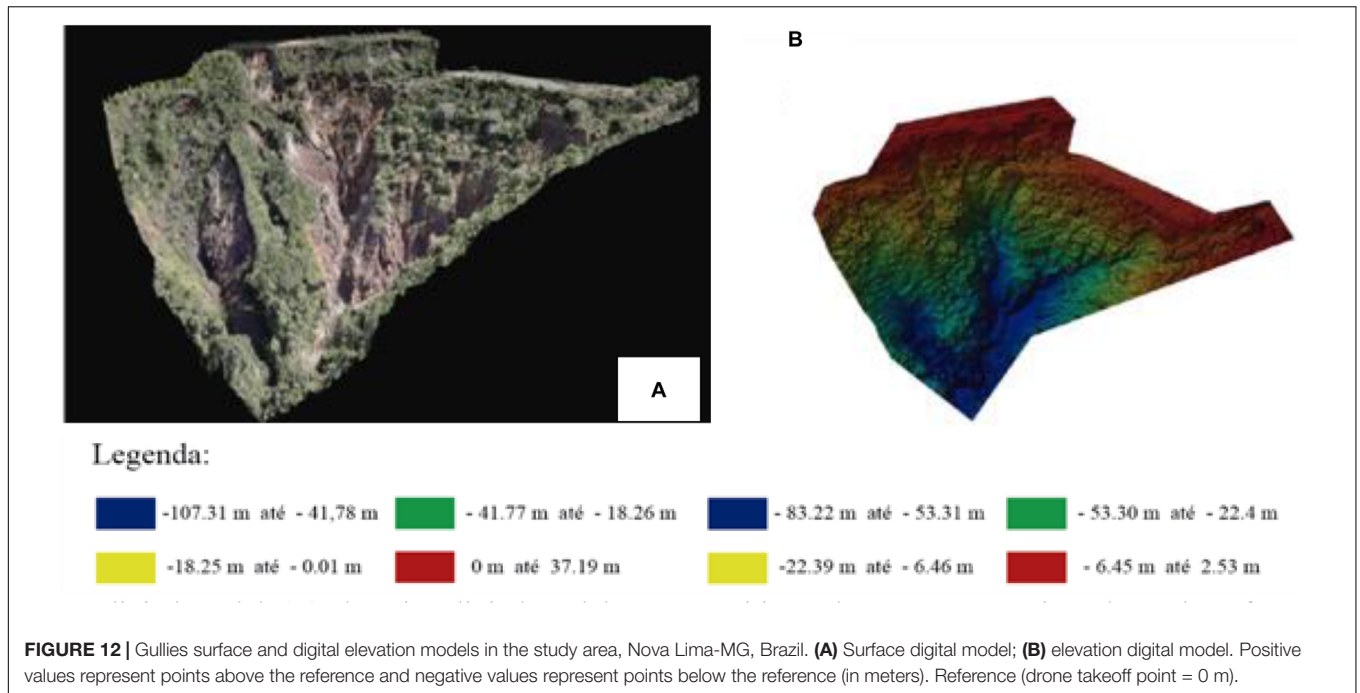 B
A
Legenda:
-107.31 m até - 41,78 m - 41.77 m até - 18.26 m - 83.22 m até - 53.31 m - 53.30 m até - 22.4 m
-18.25 m até - 0.01 m 0 m até 37.19 m -22.39 m até - 6.46 m - 6.45 m até 2.53 m
FIGURE 12 | Gullies surface and digital elevation models in the study area, Nova Lima-MG, Brazil. (A) Surface digital model; (B) elevation digital model. Positive
values represent points above the reference and negative values represent points below the reference (in meters). Reference (drone takeoff point = 0 m).